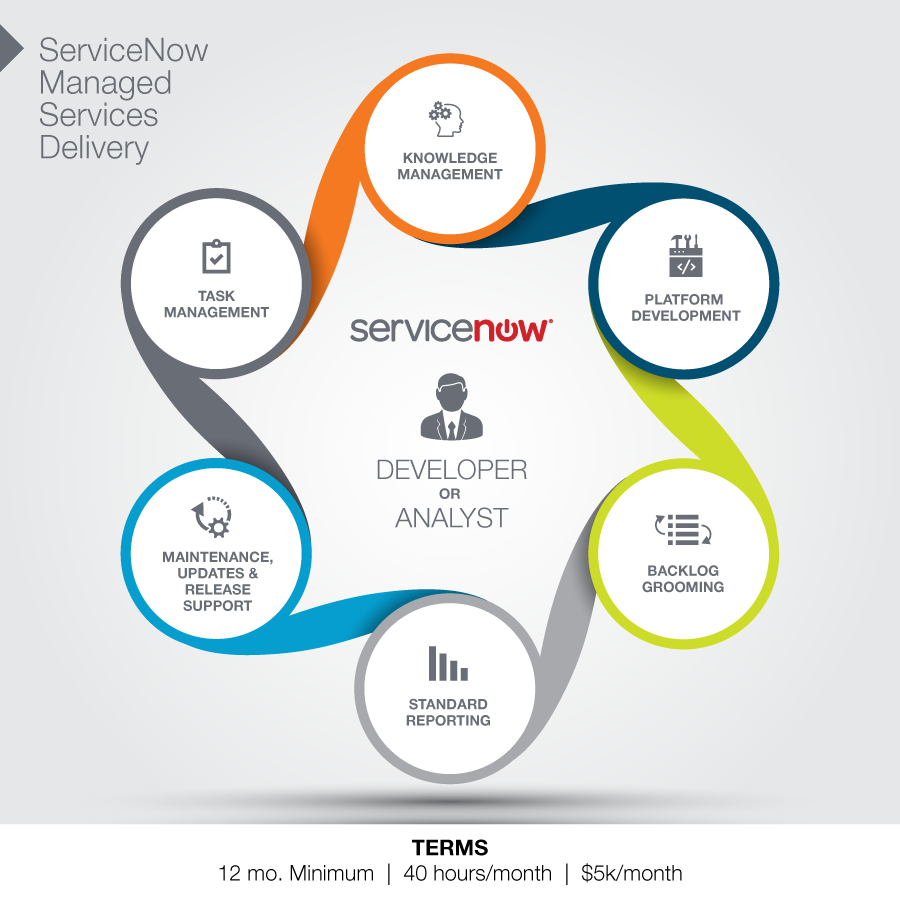 ServiceNow
Managed
Services
Delivery
KNOWLEDGE
MANAGEMENT
TASK
MANAGEMENT
PLATFORM
DEVELOPMENT
servicenow
DEVELOPER
OR
ANALYST
MAINTENANCE,
UPDATES &
RELEASE
SUPPORT
BACKLOG
GROOMING
STANDARD
REPORTING
TERMS
12 mo. Minimum | 40 hours/month | $5k/month